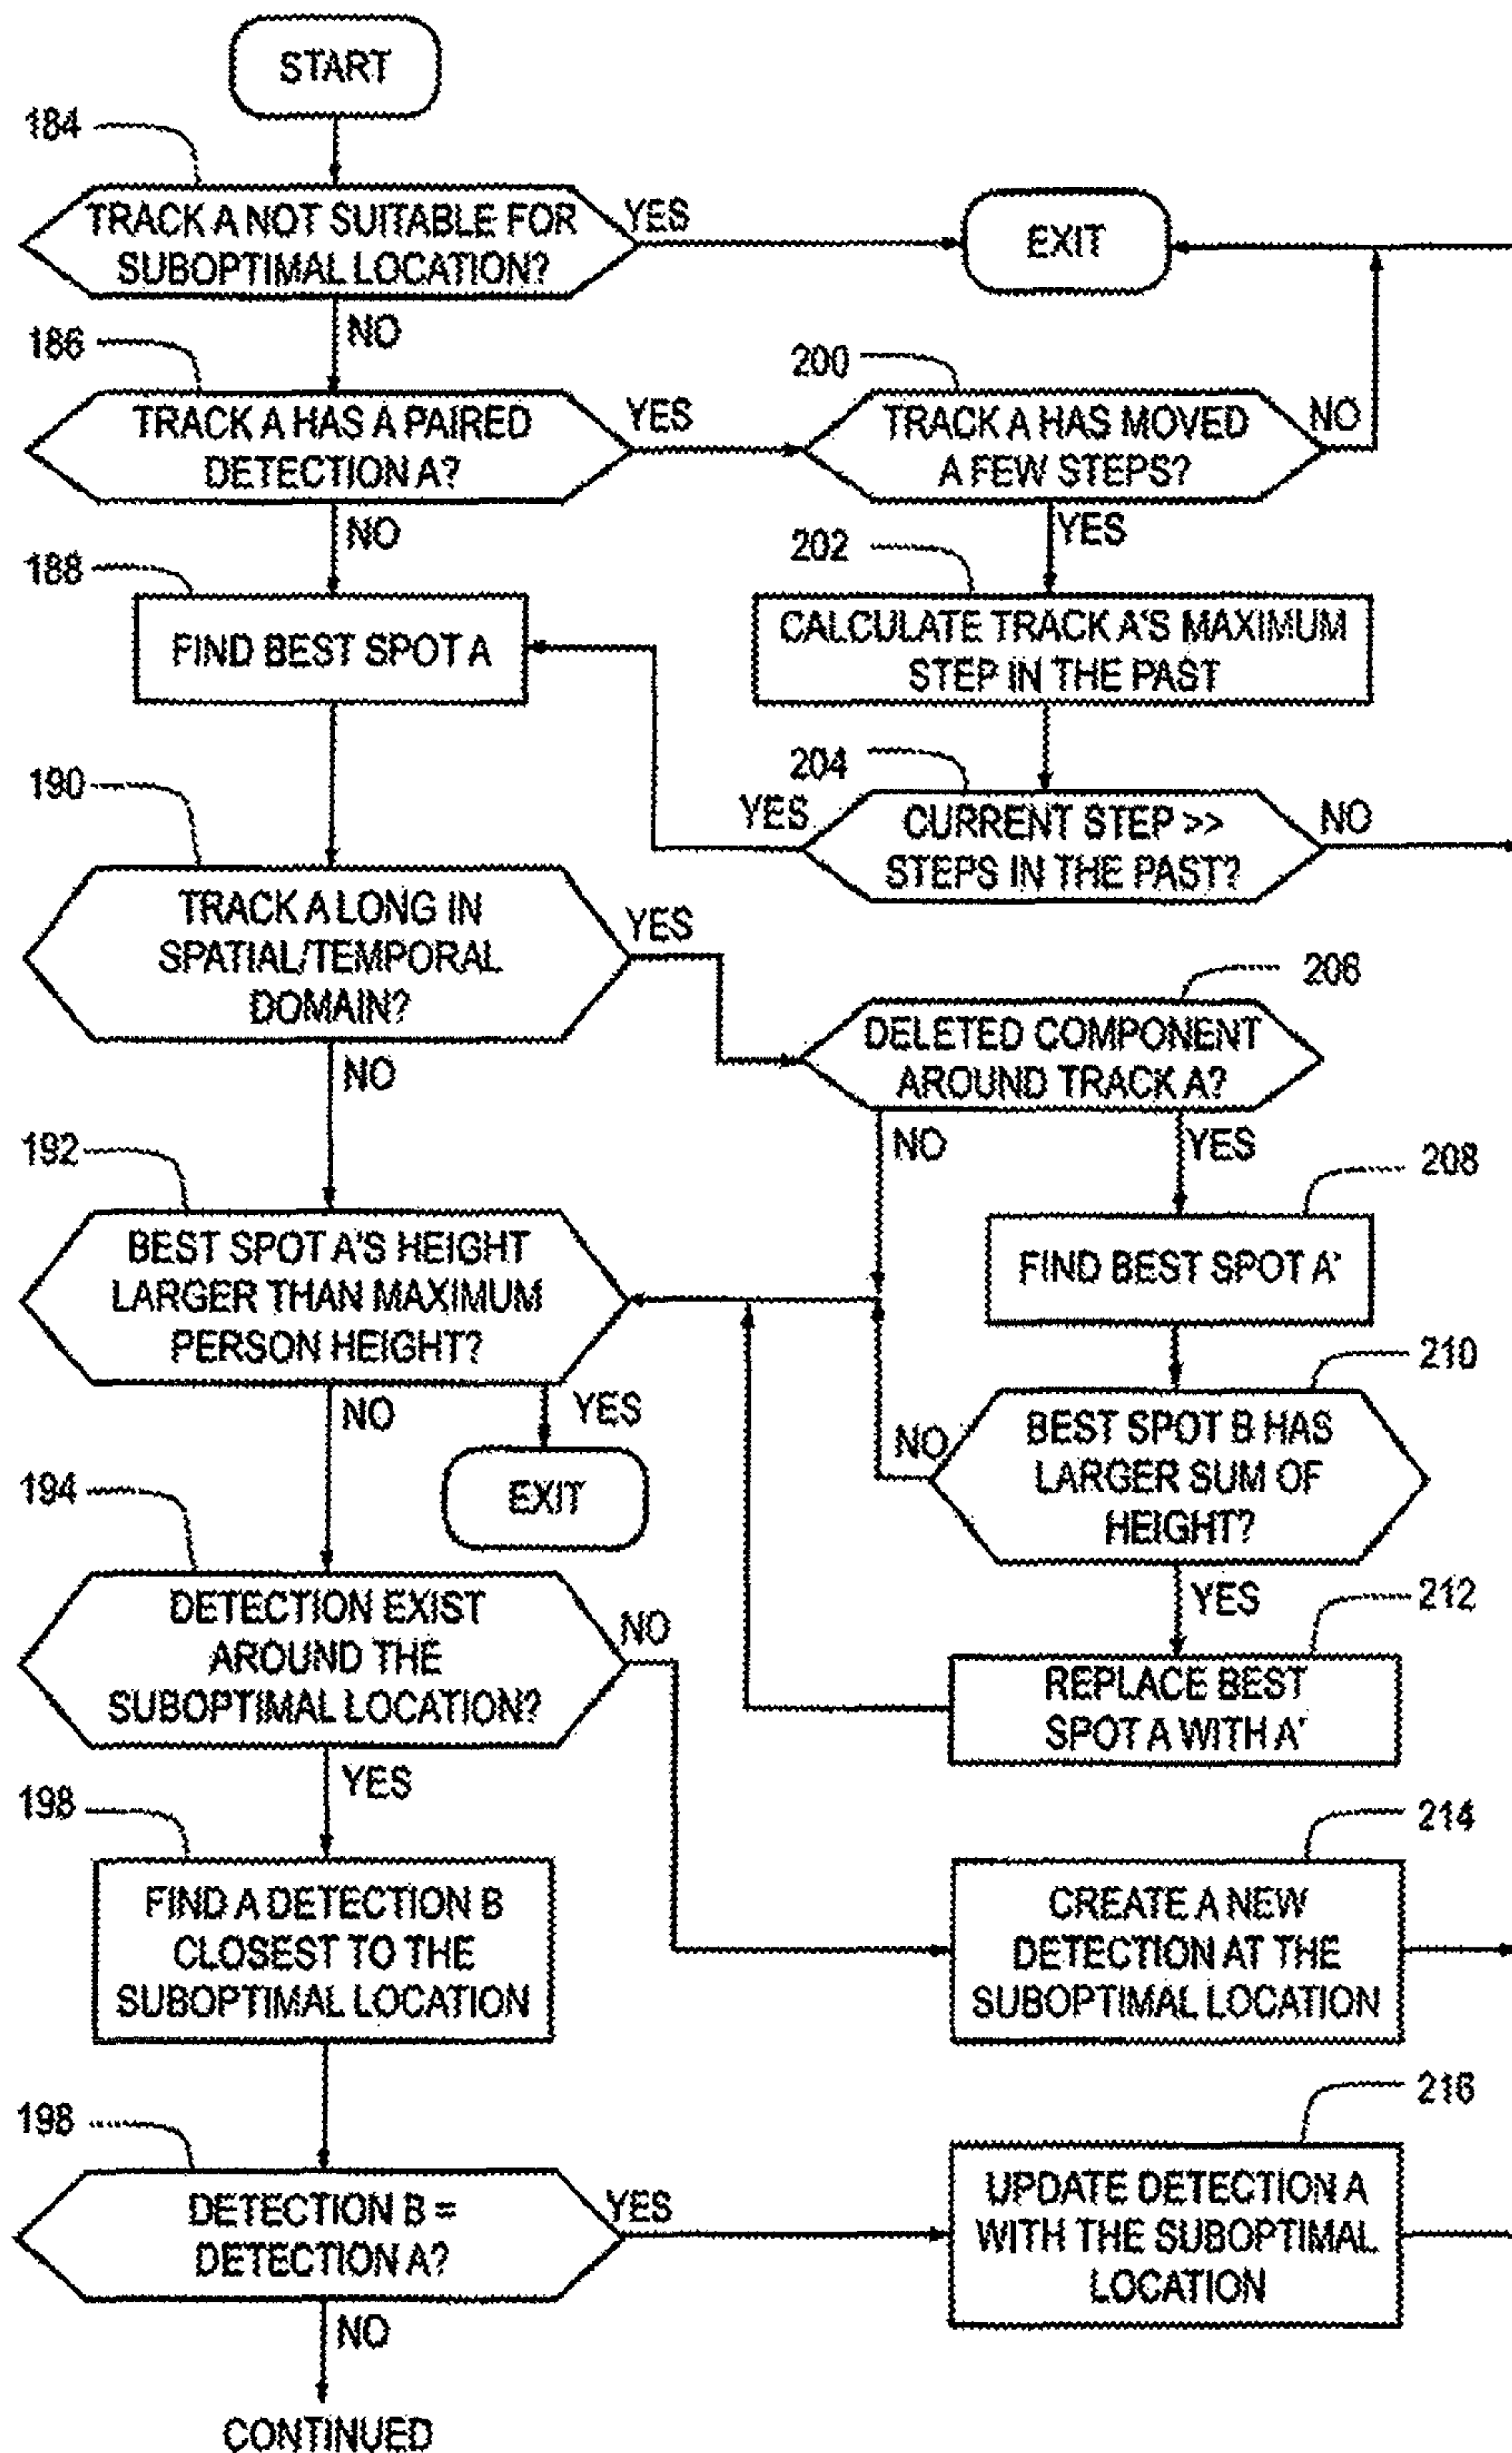 START
184
TRACK A NOT SUITABLE FOR
SUBOPTIMAL LOCATION?
YES
EXIT
NO
186
TRACK A HAS A PAIRED
DETECTION A?
YES
200
TRACK A HAS MOVED
A FEW STEPS?
NO
NO
YES
188
FIND BEST SPOT A
202
CALCULATE TRACK A'S MAXIMUM
STEP IN THE PAST
204
CURRENT STEP >>
STEPS IN THE PAST?
YES
NO
190
TRACK A LONG IN
SPATIAL/TEMPORAL
DOMAIN?
YES
NO
206
DELETED COMPONENT
AROUND TRACK A?
NO
YES
192
BEST SPOT A'S HEIGHT
LARGER THAN MAXIMUM
PERSON HEIGHT?
NO
YES
EXIT
208
FIND BEST SPOT A'
210
BEST SPOT B HAS
LARGER SUM OF
HEIGHT?
NO
YES
194
DETECTION EXIST
AROUND THE
SUBOPTIMAL LOCATION?
NO
YES
212
REPLACE BEST
SPOT A WITH A'
198
FIND A DETECTION B
CLOSEST TO THE
SUBOPTIMAL LOCATION
214
CREATE A NEW
DETECTION AT THE
SUBOPTIMAL LOCATION
198
DETECTION B =
DETECTION A?
YES
NO
216
UPDATE DETECTION A
WITH THE SUBOPTIMAL
LOCATION
CONTINUED